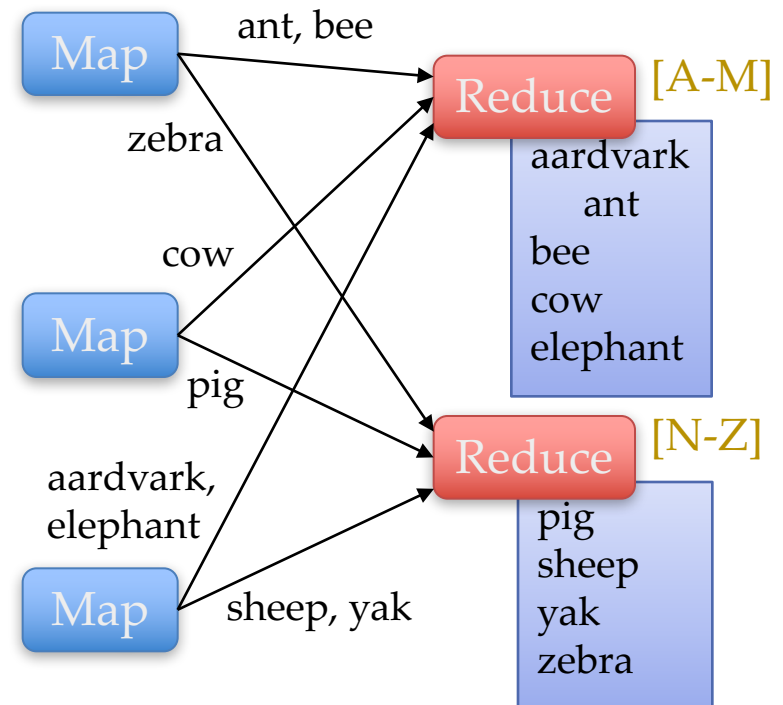 Map
ant, bee
Reduce
[A-M]
zebra
aardvark
ant
bee
cow
elephant
cow
Map
pig
Reduce
[N-Z]
aardvark,
elephant
pig
sheep
yak
zebra
Map
sheep, yak